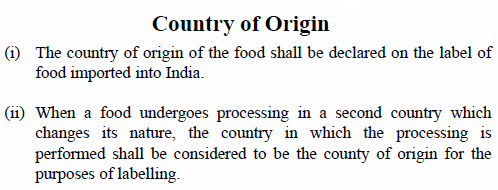 Country of Origin
(i) The country of origin of the food shall be declared on the label of
food imported into India.
(ii) When a food undergoes processing in a second country which
changes its nature, the country in which the processing is
performed shall be considered to be the county of origin for the
purposes of labelling.